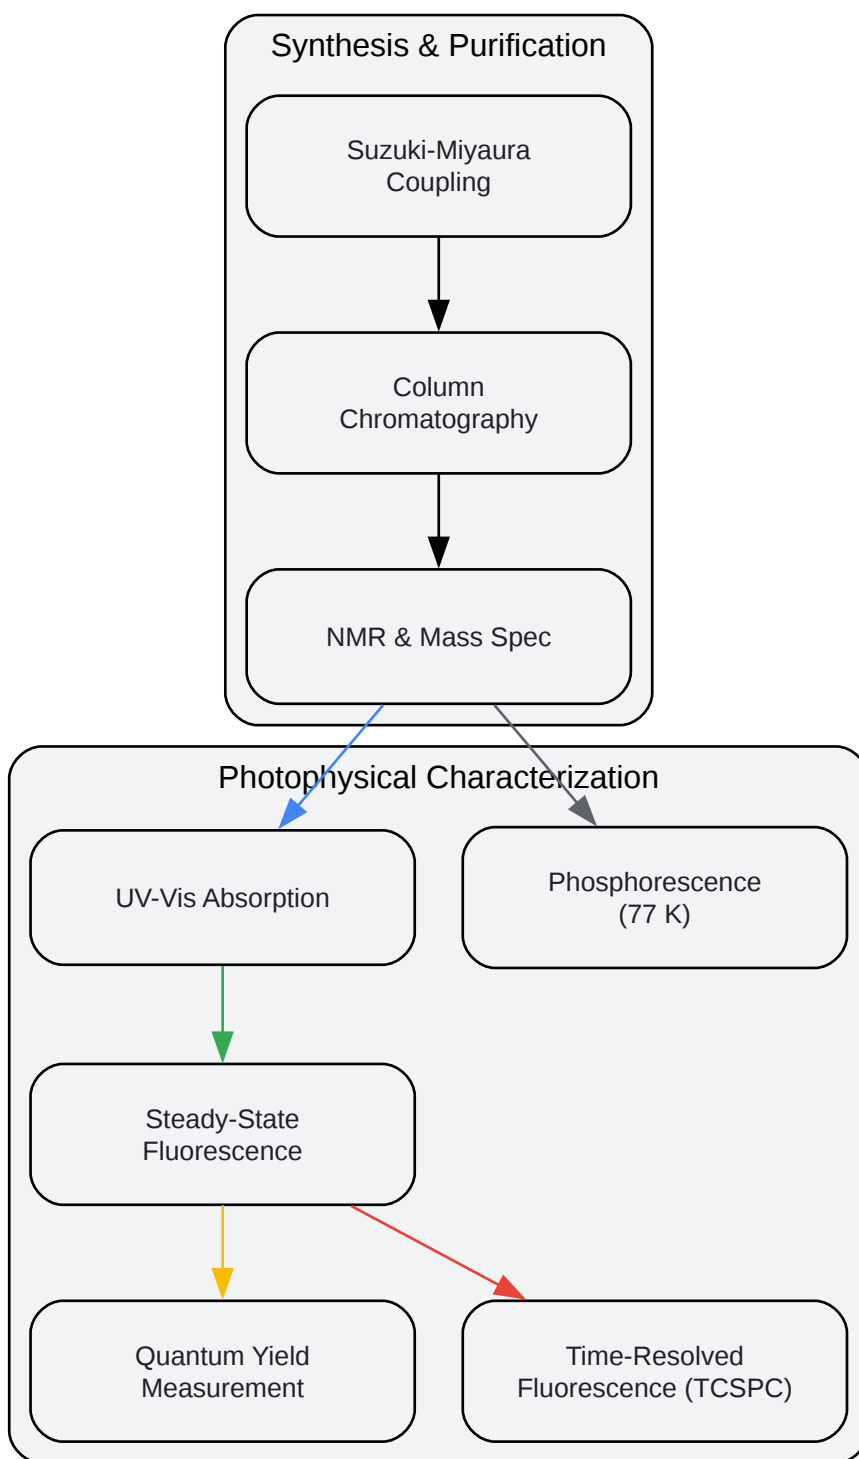 Synthesis & Purification
Suzuki-Miyaura
Coupling
Column
Chromatography
NMR & Mass Spec
Photophysical Characterization
UV-Vis Absorption
Phosphorescence
(77 K)
Steady-State
Fluorescence
Quantum Yield
Measurement
Time-Resolved
Fluorescence (TCSPC)